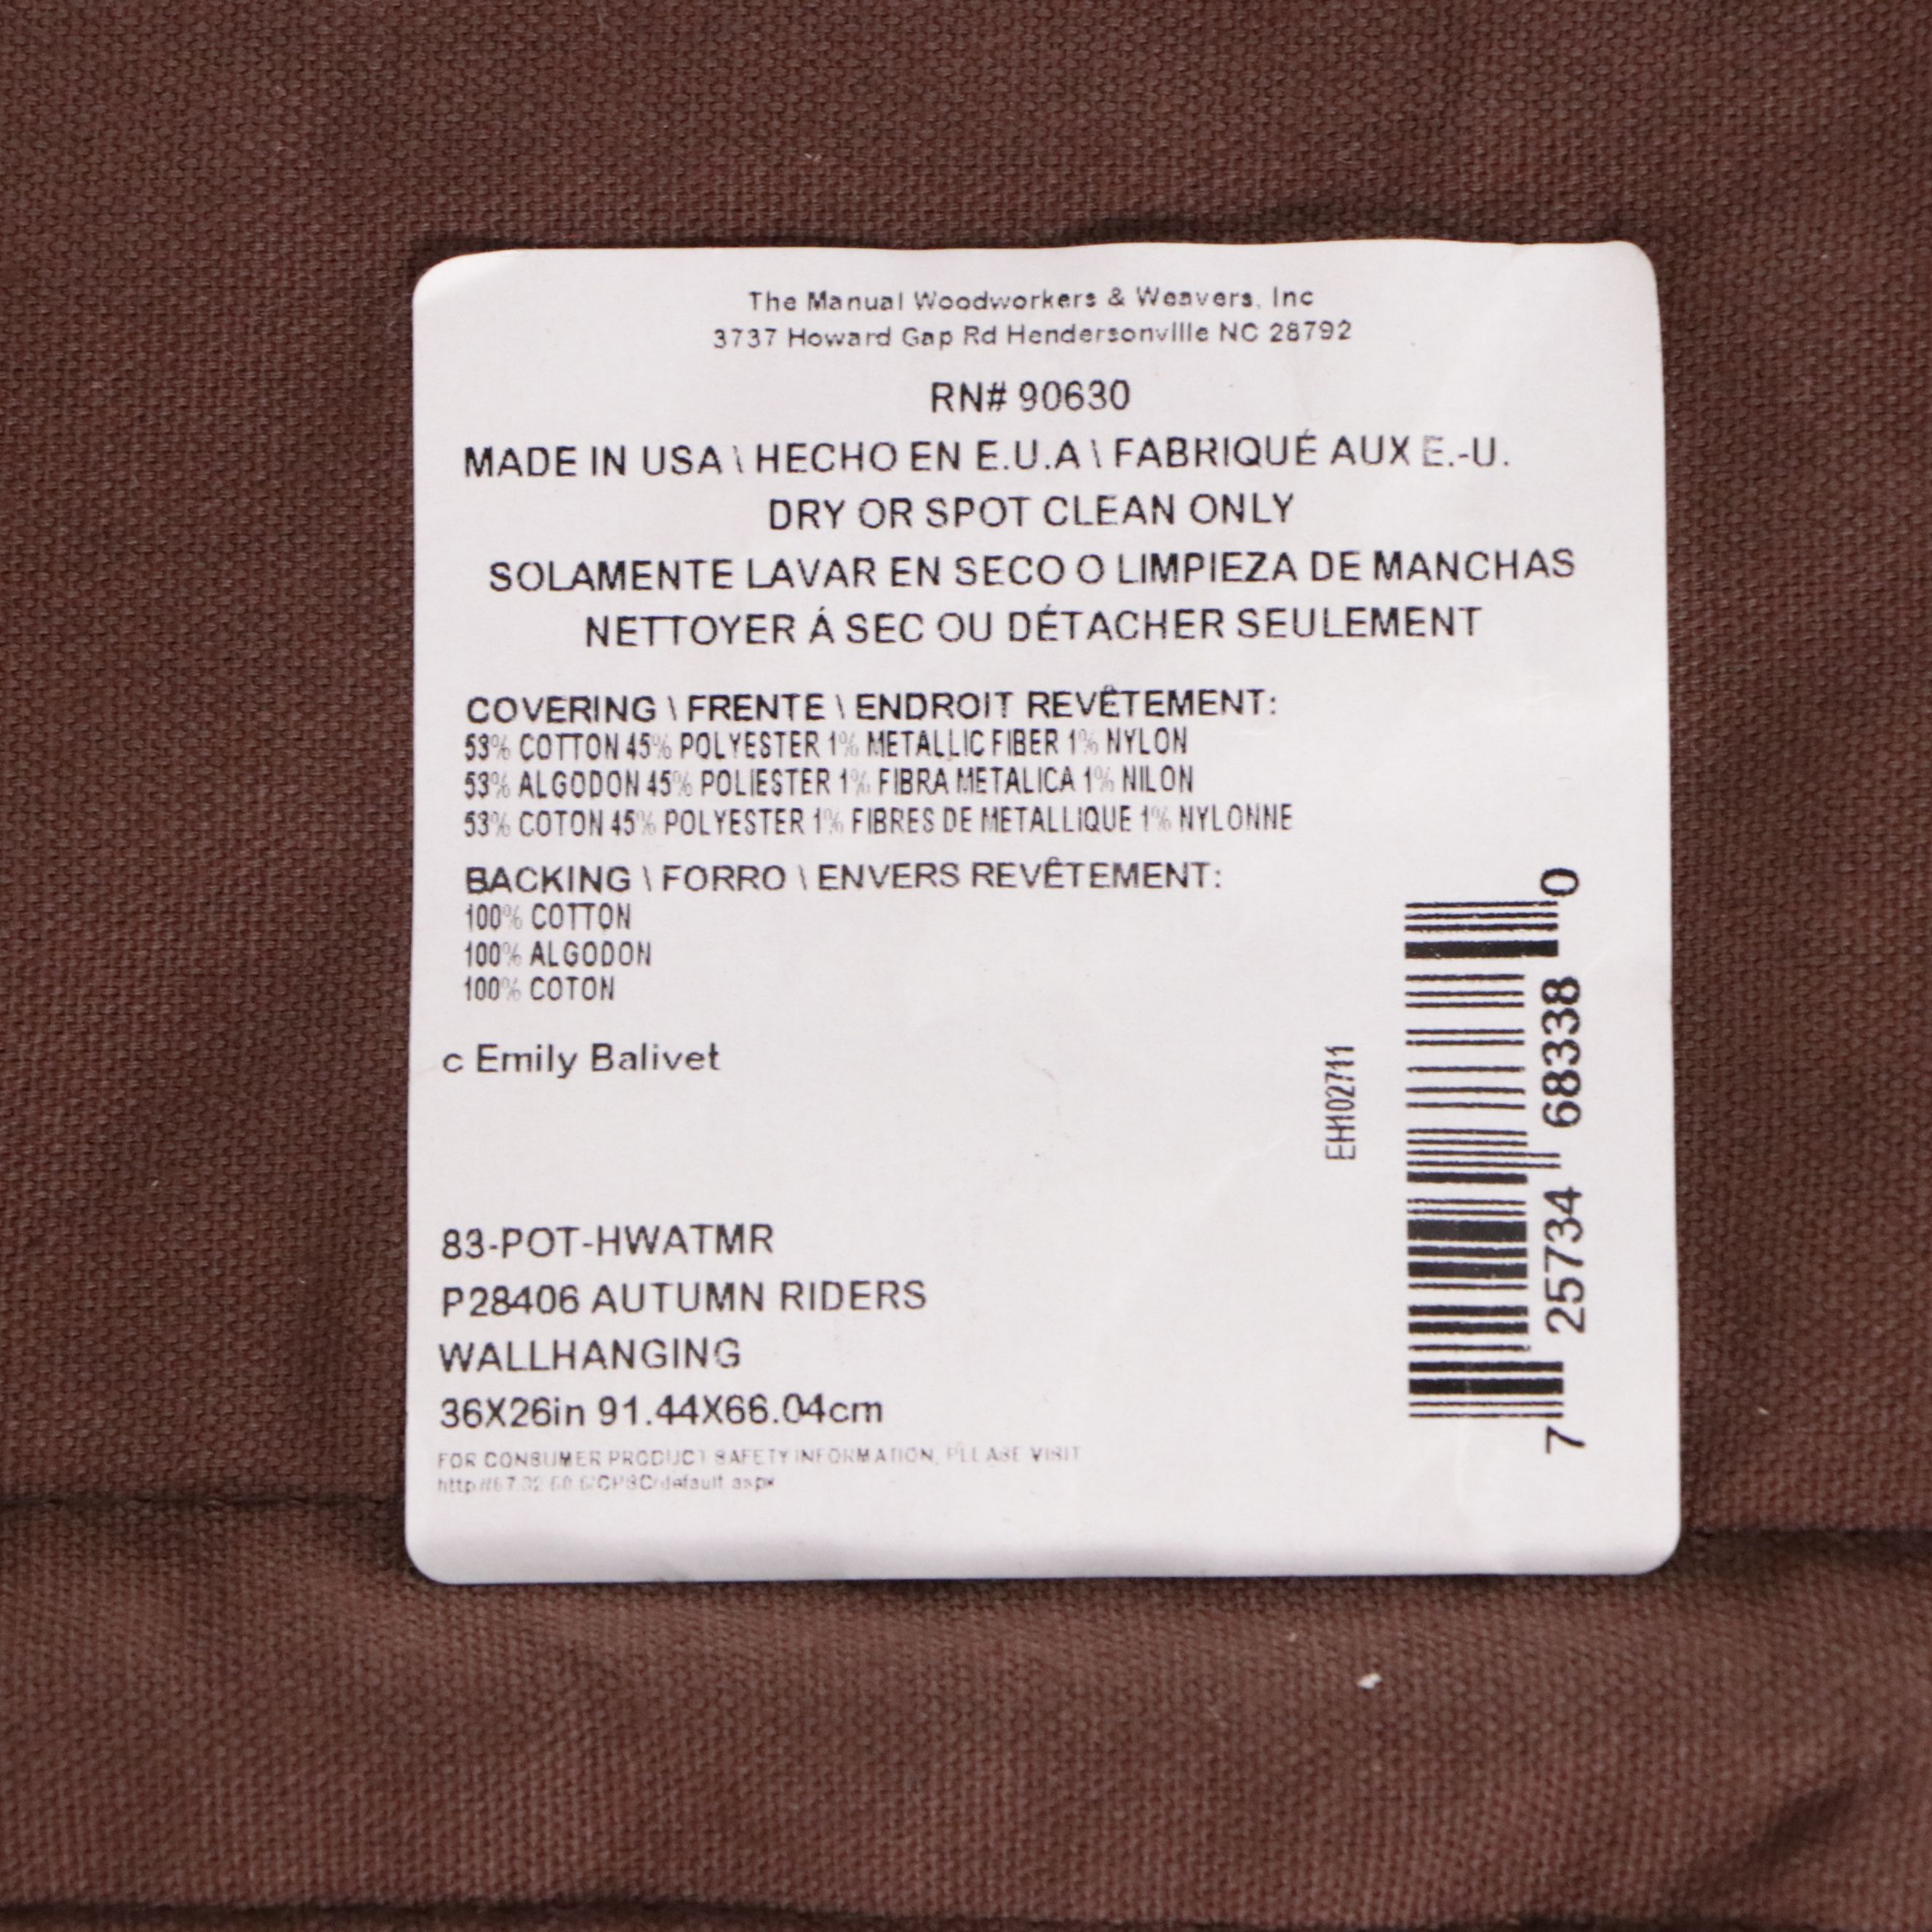 The Manual Woodworkers & Weavers, Inc
3737 Howard Gap Rd Hendersonville NC 28792
RN# 90630
MADE IN USA \ HECHO EN E.U.A \ FABRIQUÉ AUX E.-U.
DRY OR SPOT CLEAN ONLY
SOLAMENTE LAVAR EN SECO O LIMPIEZA DE MANCHAS
NETTOYER Á SEC OU DÉTACHER SEULEMENT
COVERING \ FRENTE \ ENDROIT REVÊTEMENT:
53% COTTON 45% POLYESTER 1% METALLIC FIBER 1% NYLON
53% ALGODON 45% POLIESTER 1% FIBRA METALICA 1% NILON
53% COTON 45% POLYESTER 1% FIBRES DE METALLIQUE 1% NYLONNE
BACKING \ FORRO \ ENVERS REVÊTEMENT:
100% COTTON
100% ALGODON
100% COTON
c Emily Balivet
EH102711
7 25734 68338 0
83-POT-HWATMR
P28406 AUTUMN RIDERS
WALLHANGING
36X26in 91.44X66.04cm
FOR CONSUMER PRODUCT SAFETY INFORMATION, PLEASE VISIT